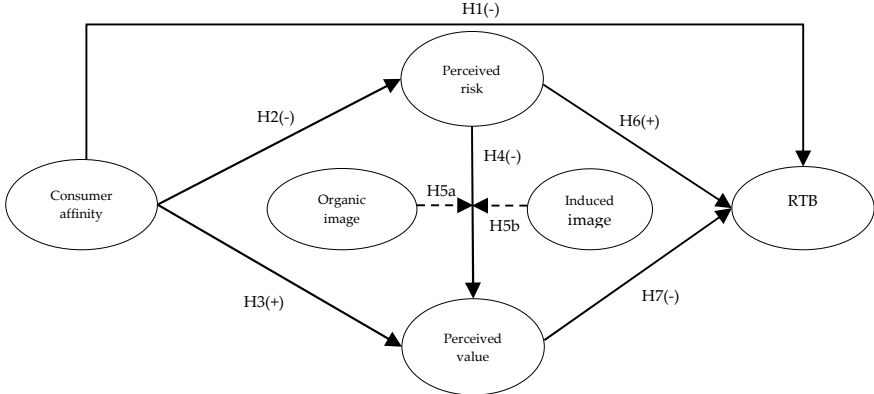 H1(-)
Perceived
risk
H2(-)
H6(+)
H4(-)
Consumer
affinity
Organic
image
H5a
Induced
image
H5b
RTB
H3(+)
H7(-)
Perceived
value